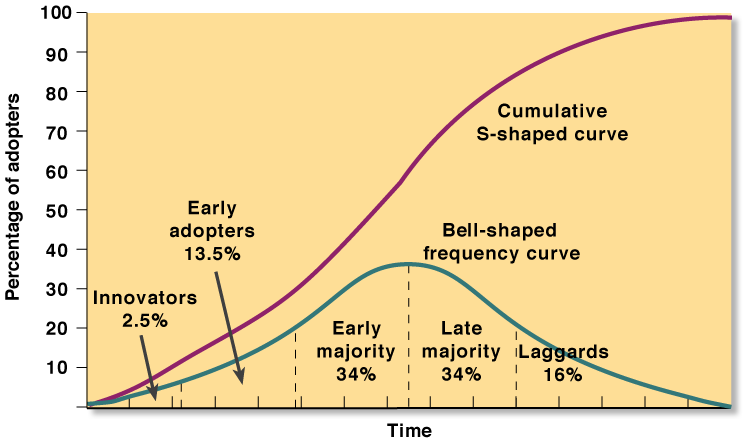 100
90
80
70
60
50
40
30
20
10
Percentage of adopters
Cumulative
S-shaped curve
Early
adopters
13.5%
Bell-shaped
frequency curve
Innovators
2.5%
Early
majority
34%
Late
majority
34%
Laggards
16%
Time